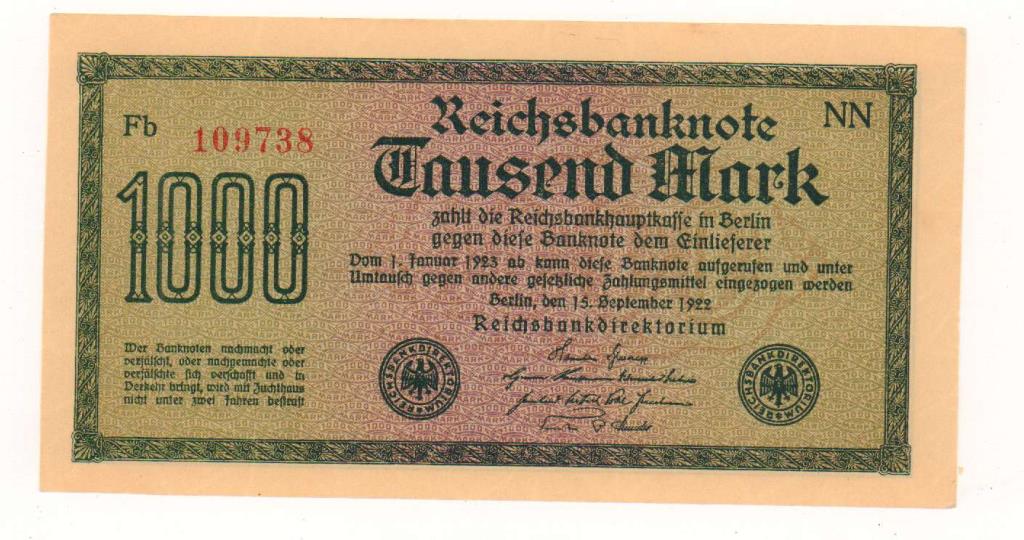 Fb 109738
NN
1000
Reichsbanknote
Tausend Mark
zahlt die Reichsbankhauptkasse in Berlin
gegen diese Banknote dem Einlieferer
Vom 1. Januar 1923 ab kann diese Banknote aufgerufen und unter
Umtausch gegen andere gesetzliche Zahlungsmittel eingezogen werden
Berlin, den 15. September 1922
Reichsbankdirektorium
Wer Banknoten nachmacht oder
verfälscht, oder nachgemachte oder
verfälschte sich verschafft und in
Verkehr bringt, wird mit Zuchthaus
nicht unter zwei Jahren bestraft
REICHSBANKDIREKTORIUM
REICHSBANKDIREKTORIUM